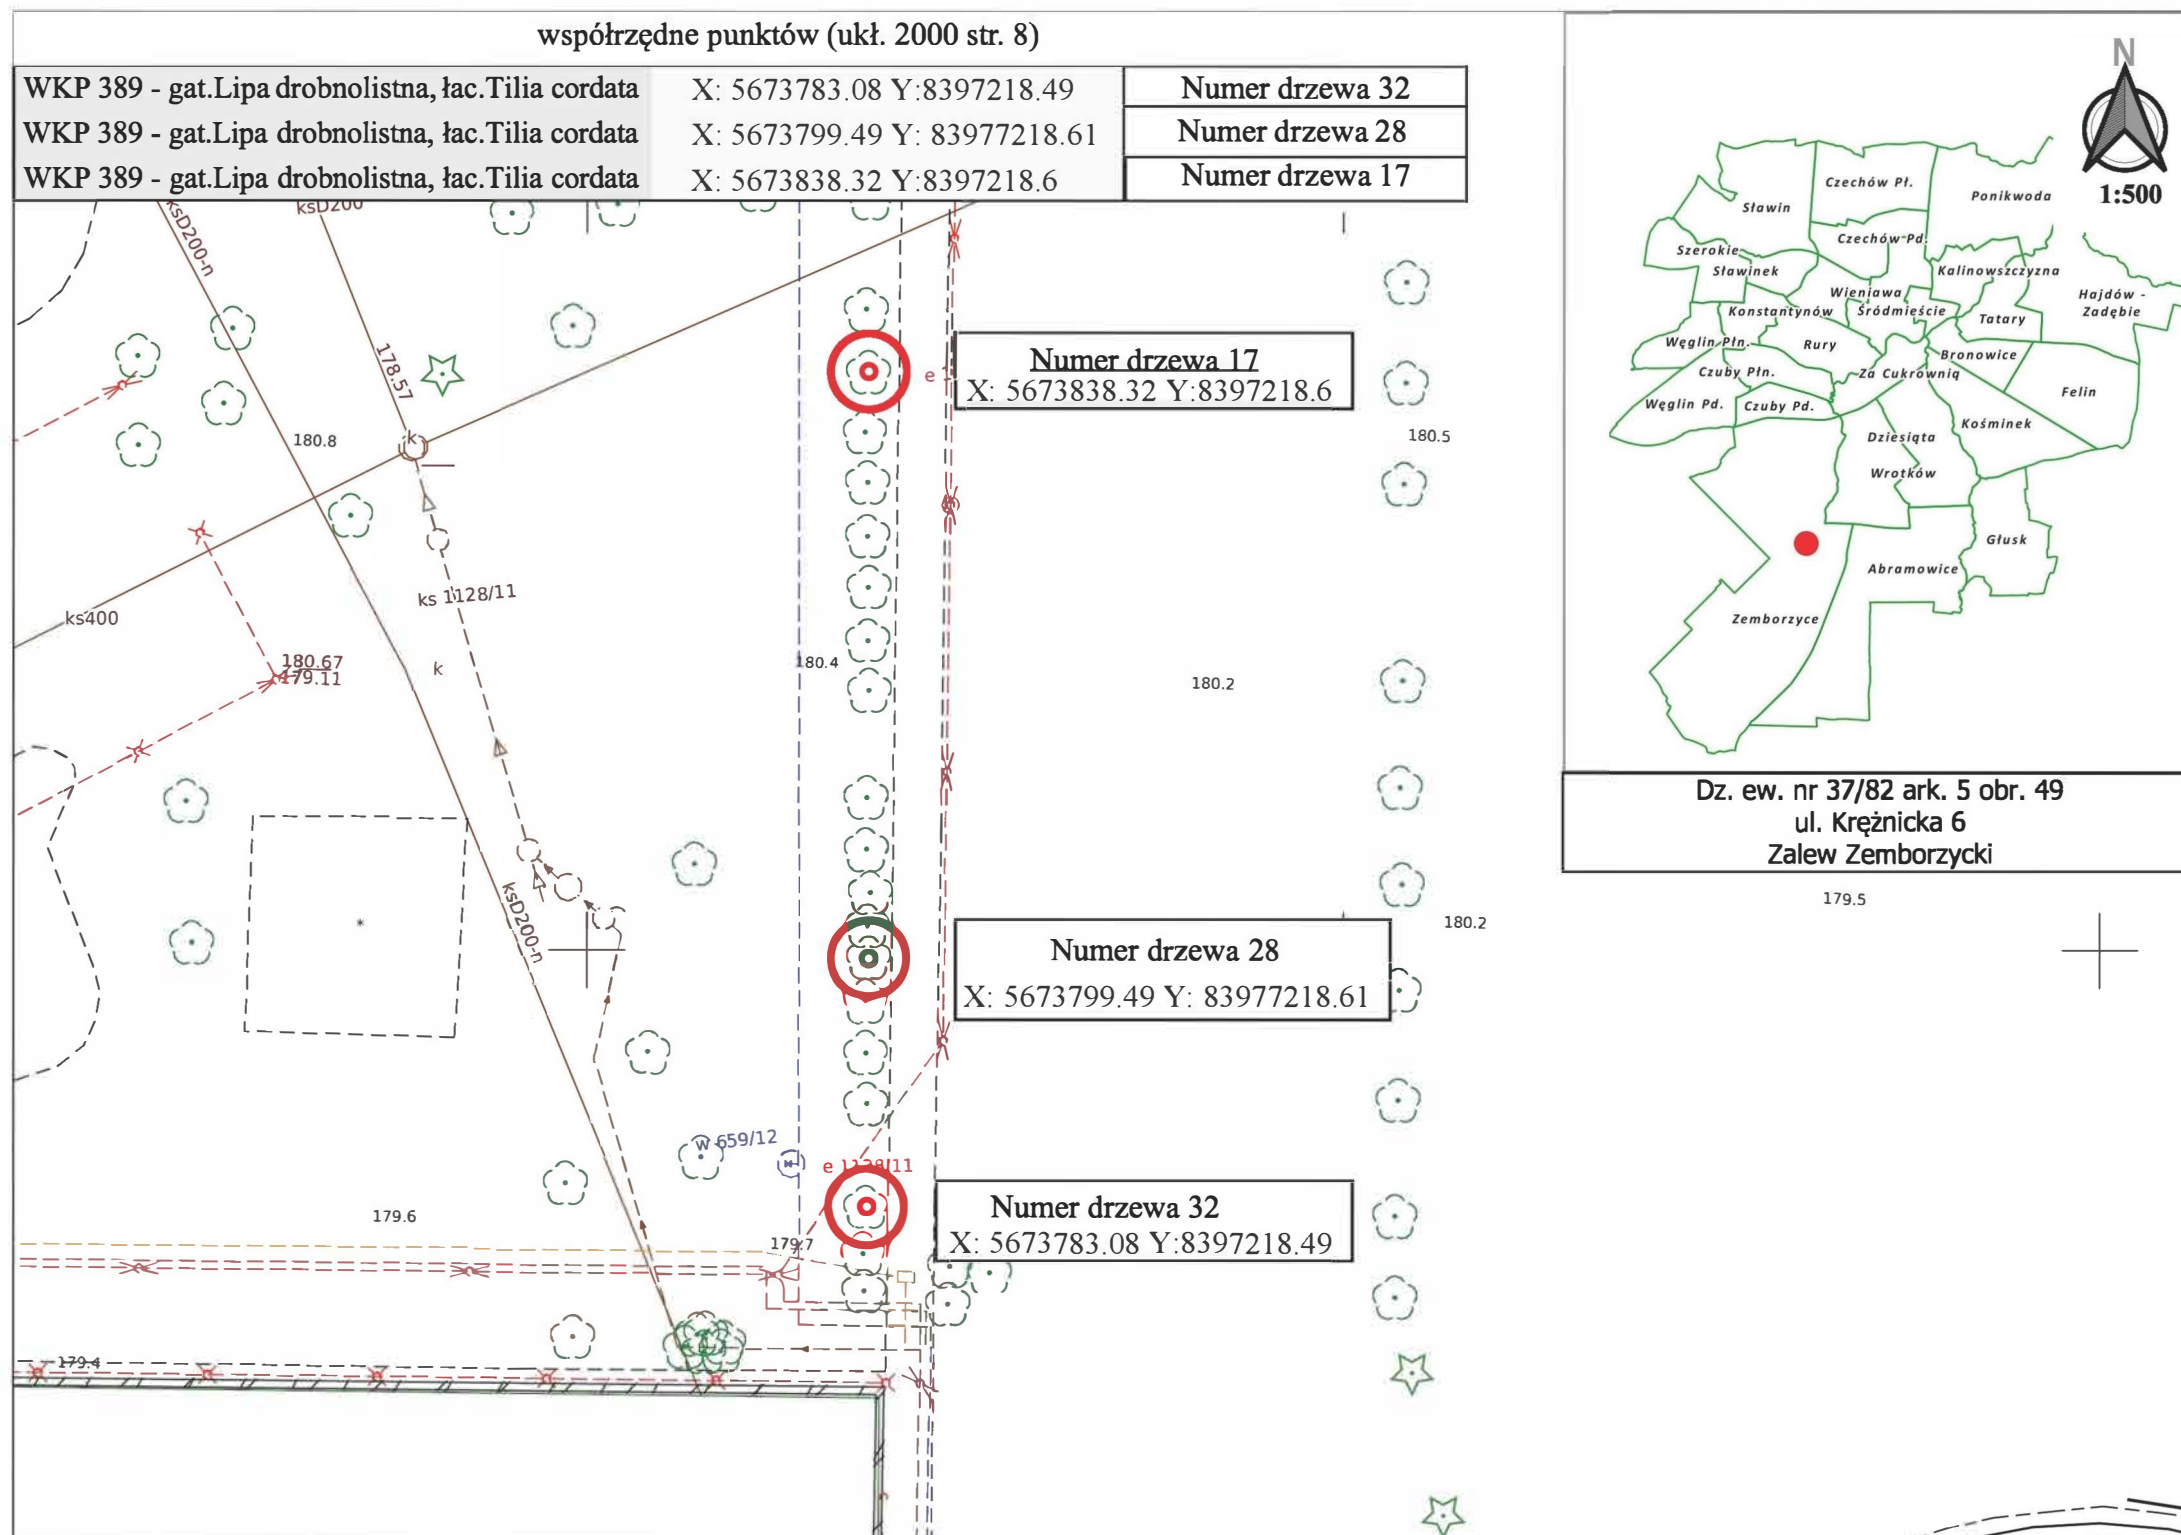 współrzędne punktów (ukł. 2000 str. 8)
WKP 389 - gat.Lipa drobnolistna, łac.Tilia cordata X: 5673783.08 Y:8397218.49 Numer drzewa 32
WKP 389 - gat.Lipa drobnolistna, łac.Tilia cordata X: 5673799.49 Y: 83977218.61 Numer drzewa 28
WKP 389 - gat.Lipa drobnolistna, łac.Tilia cordata X: 5673838.32 Y:8397218.6 Numer drzewa 17
N
1:500
Czechów Pł.
Ponikwoda
Sławin
Czechów Pd.
Szerokie
Sławinek
Kalinowszczyzna
Wieniawa
Hajdów -
Zadębie
Konstantynów
Śródmieście
Tatary
Węglin Płn.
Rury
Bronowice
Czuby Płn.
Za Cukrownią
Felin
Węglin Pd.
Czuby Pd.
Kośminek
Dziesiąta
Wrotków
Głusk
Abramowice
Zemborzyce
Dz. ew. nr 37/82 ark. 5 obr. 49
ul. Krężnicka 6
Zalew Zemborzycki
ksD200-n
ksD200
178.57
180.8
k
Numer drzewa 17
X: 5673838.32 Y:8397218.6
e
180.5
ks 1128/11
ks400
180.67
179.11
k
180.4
180.2
ksD200-n
179.5
180.2
Numer drzewa 28
X: 5673799.49 Y: 83977218.61
w 659/12
e 1128/11
179.6
179.7
Numer drzewa 32
X: 5673783.08 Y:8397218.49
179.4